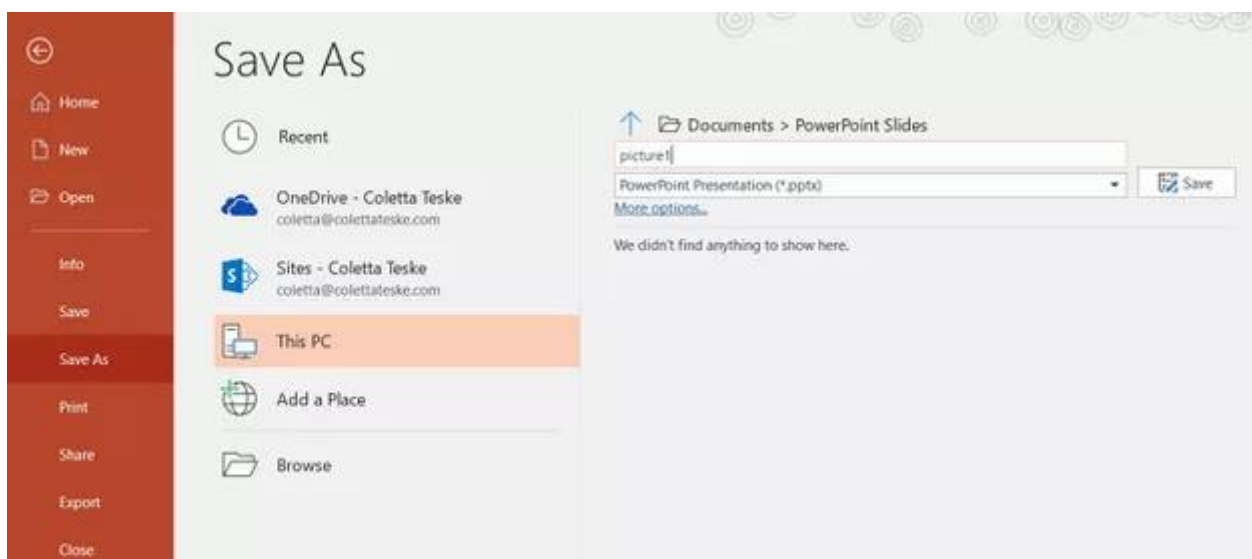 Save As
Home
New
Open
Info
Save
Save As
Print
Share
Export
Close
Recent
OneDrive - Coletta Teske
coletta@colettateske.com
Sites - Coletta Teske
coletta@colettateske.com
This PC
Add a Place
Browse
Documents > PowerPoint Slides
picture1
PowerPoint Presentation (*.pptx)
Save
More options...
We didn't find anything to show here.